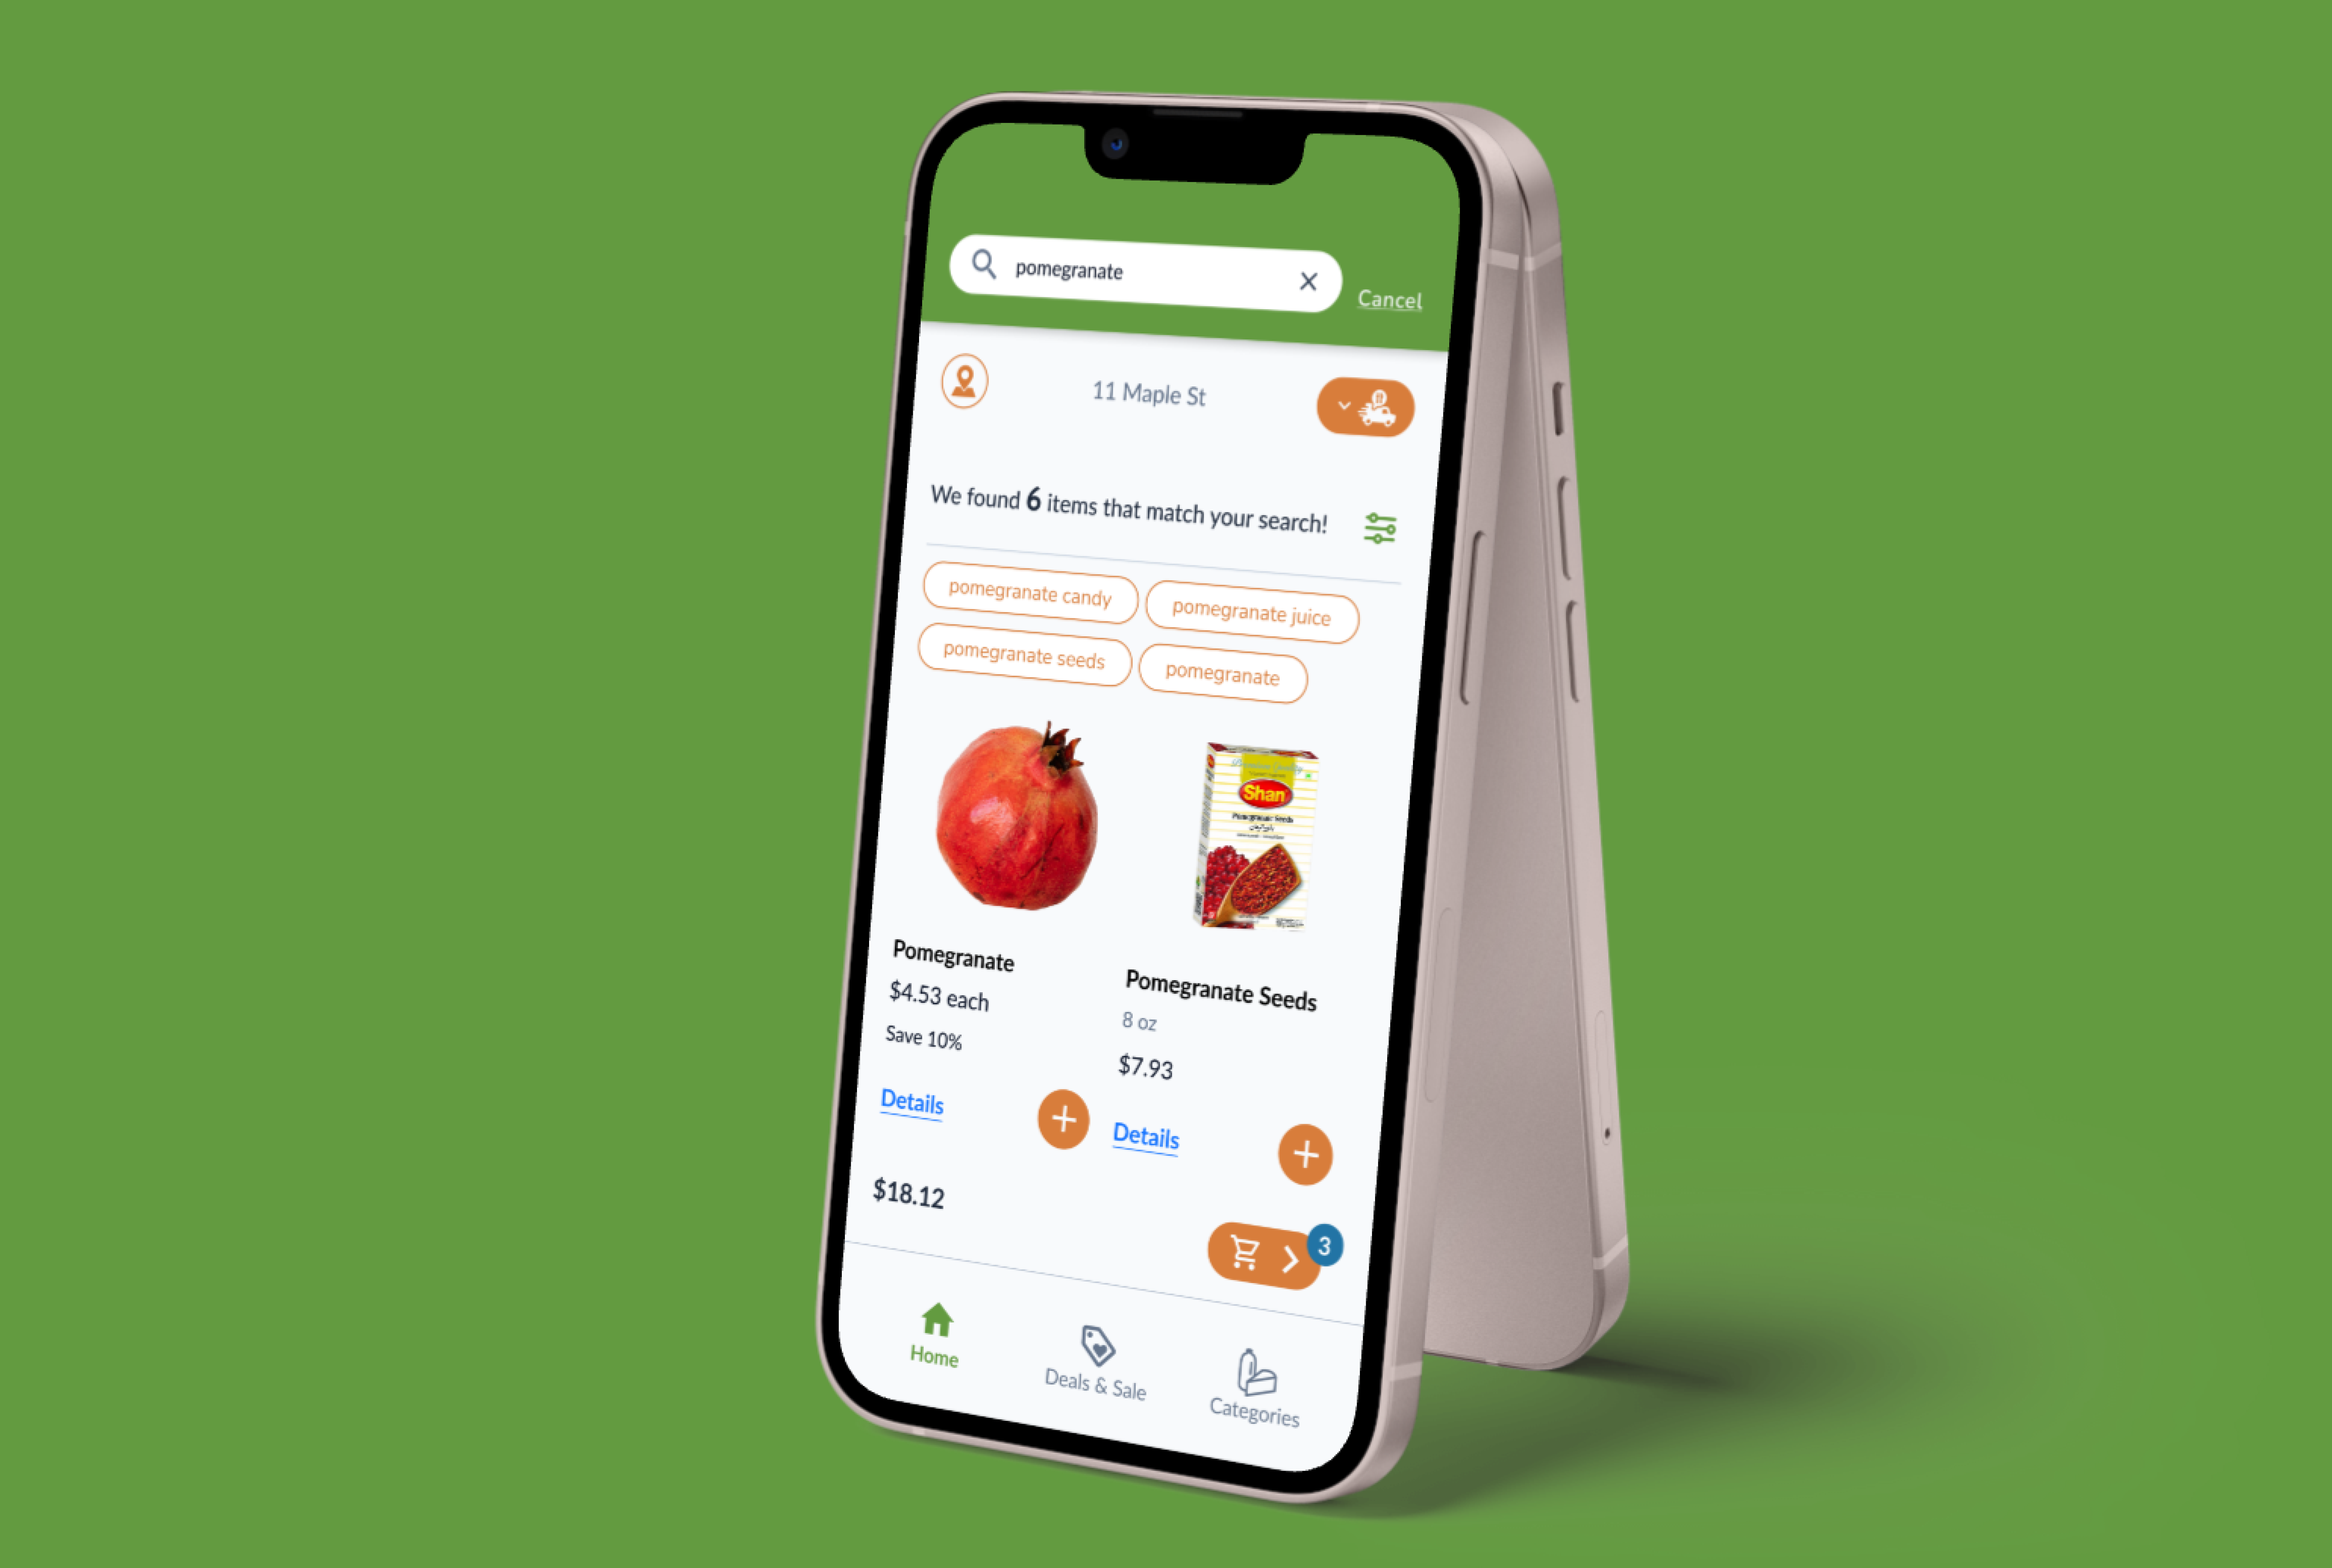 pomegranate
Cancel
11 Maple St
We found 6 items that match your search!
pomegranate candy
pomegranate juice
pomegranate seeds
pomegranate
Premium Quality
Shan
Pomegranate Seeds
Pomegranate
$4.53 each
Save 10%
Details
Pomegranate Seeds
8 oz
$7.93
Details
$18.12
3
Home
Deals & Sale
Categories